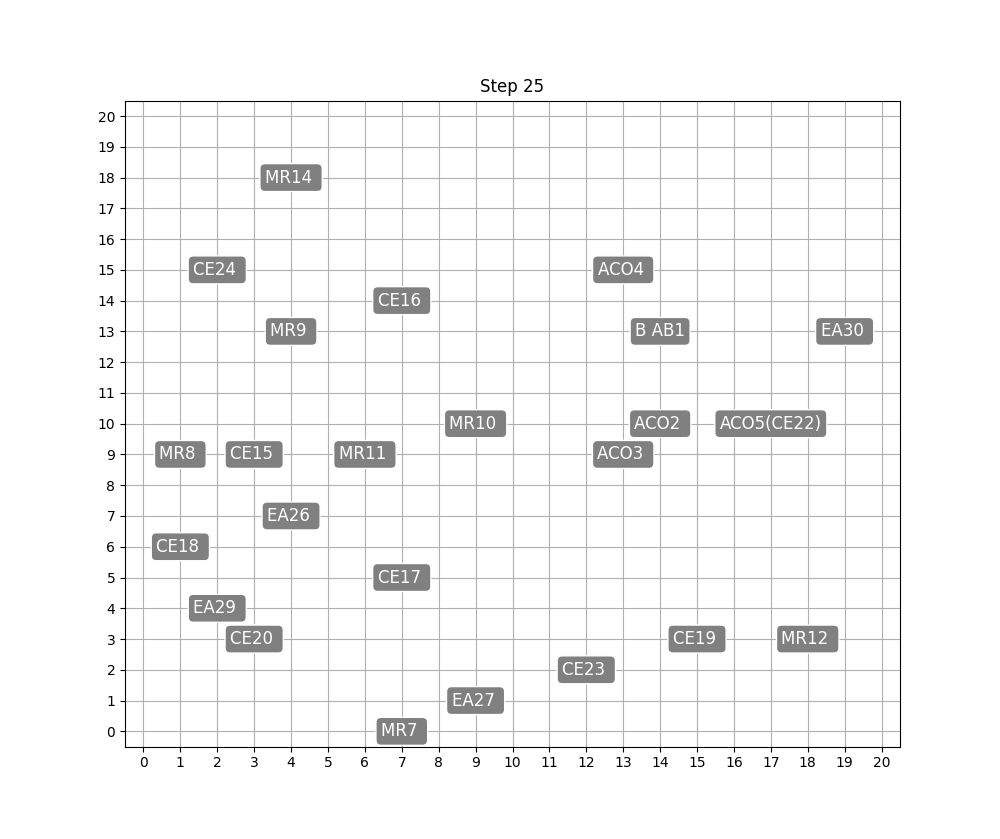 Step 25
20
19
18 MR14
17
16
15 CE24 ACO4
14 CE16
13 MR9 B AB1 EA30
12
11
10 MR10 ACO2 ACO5(CE22)
9 MR8 CE15 MR11 ACO3
8
7 EA26
6 CE18
5 CE17
4 EA29
3 CE20 CE19 MR12
2 CE23
1 EA27
0 MR7
0 1 2 3 4 5 6 7 8 9 10 11 12 13 14 15 16 17 18 19 20